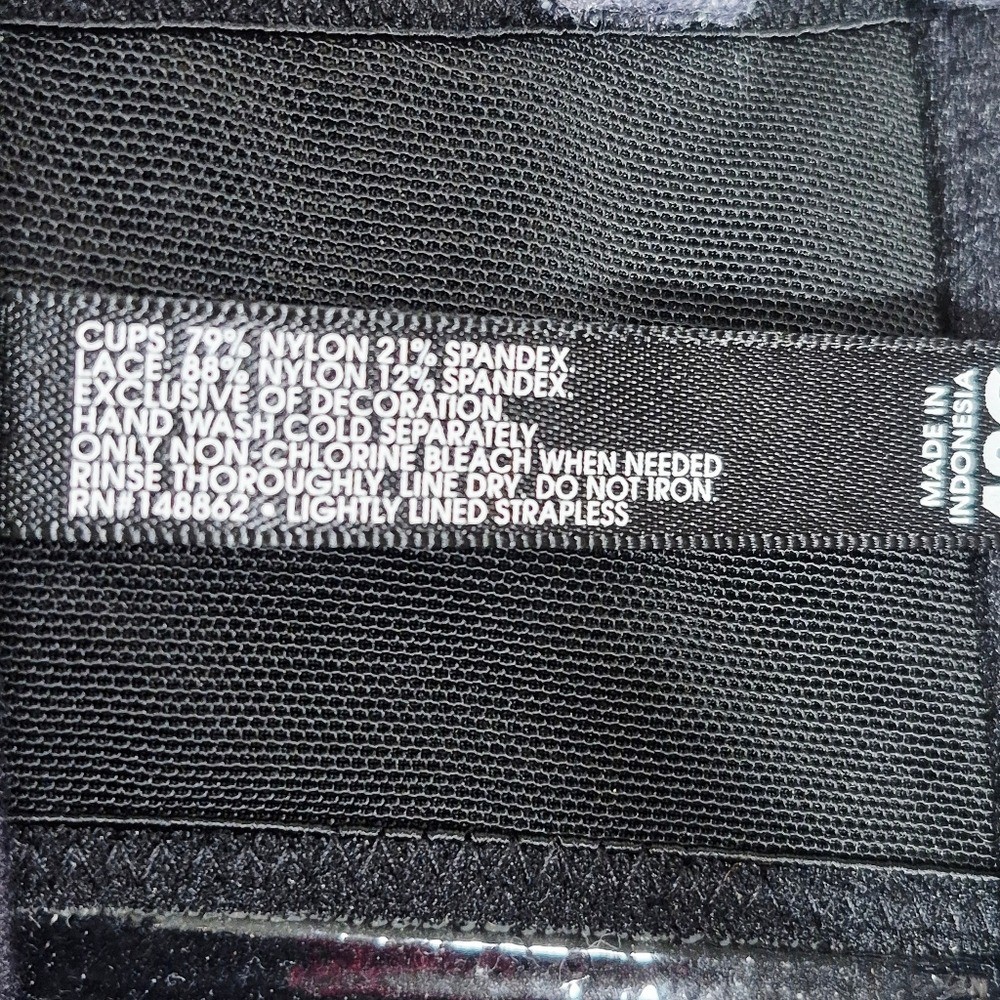 CUPS: 79% NYLON 21% SPANDEX,
LACE: 88% NYLON 12% SPANDEX.
EXCLUSIVE OF DECORATION.
HAND WASH COLD SEPARATELY.
ONLY NON-CHLORINE BLEACH WHEN NEEDED
RINSE THOROUGHLY. LINE DRY. DO NOT IRON.
RN#148862 • LIGHTLY LINED STRAPLESS
MADE IN
INDONESIA